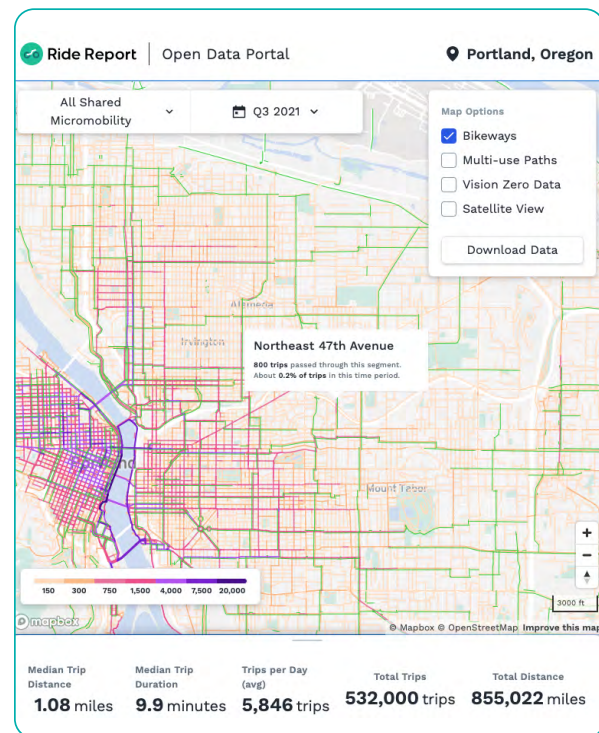 Ride Report
Open Data Portal
Portland, Oregon
All Shared
Micromobility
Q3 2021
Map Options
Bikeways
Multi-use Paths
Vision Zero Data
Satellite View
Download Data
Alameda
Irvington
Northeast 47th Avenue
800 trips passed through this segment.
About 0.2% of trips in this time period.
nd
Mount Tabor
150 300 750 1,500 4,000 7,500 20,000
3000 ft
mapbox
© Mapbox © OpenStreetMap Improve this map
Median Trip
Distance
1.08 miles
Median Trip
Duration
9.9 minutes
Trips per Day
(avg)
5,846 trips
Total Trips
532,000 trips
Total Distance
855,022 miles